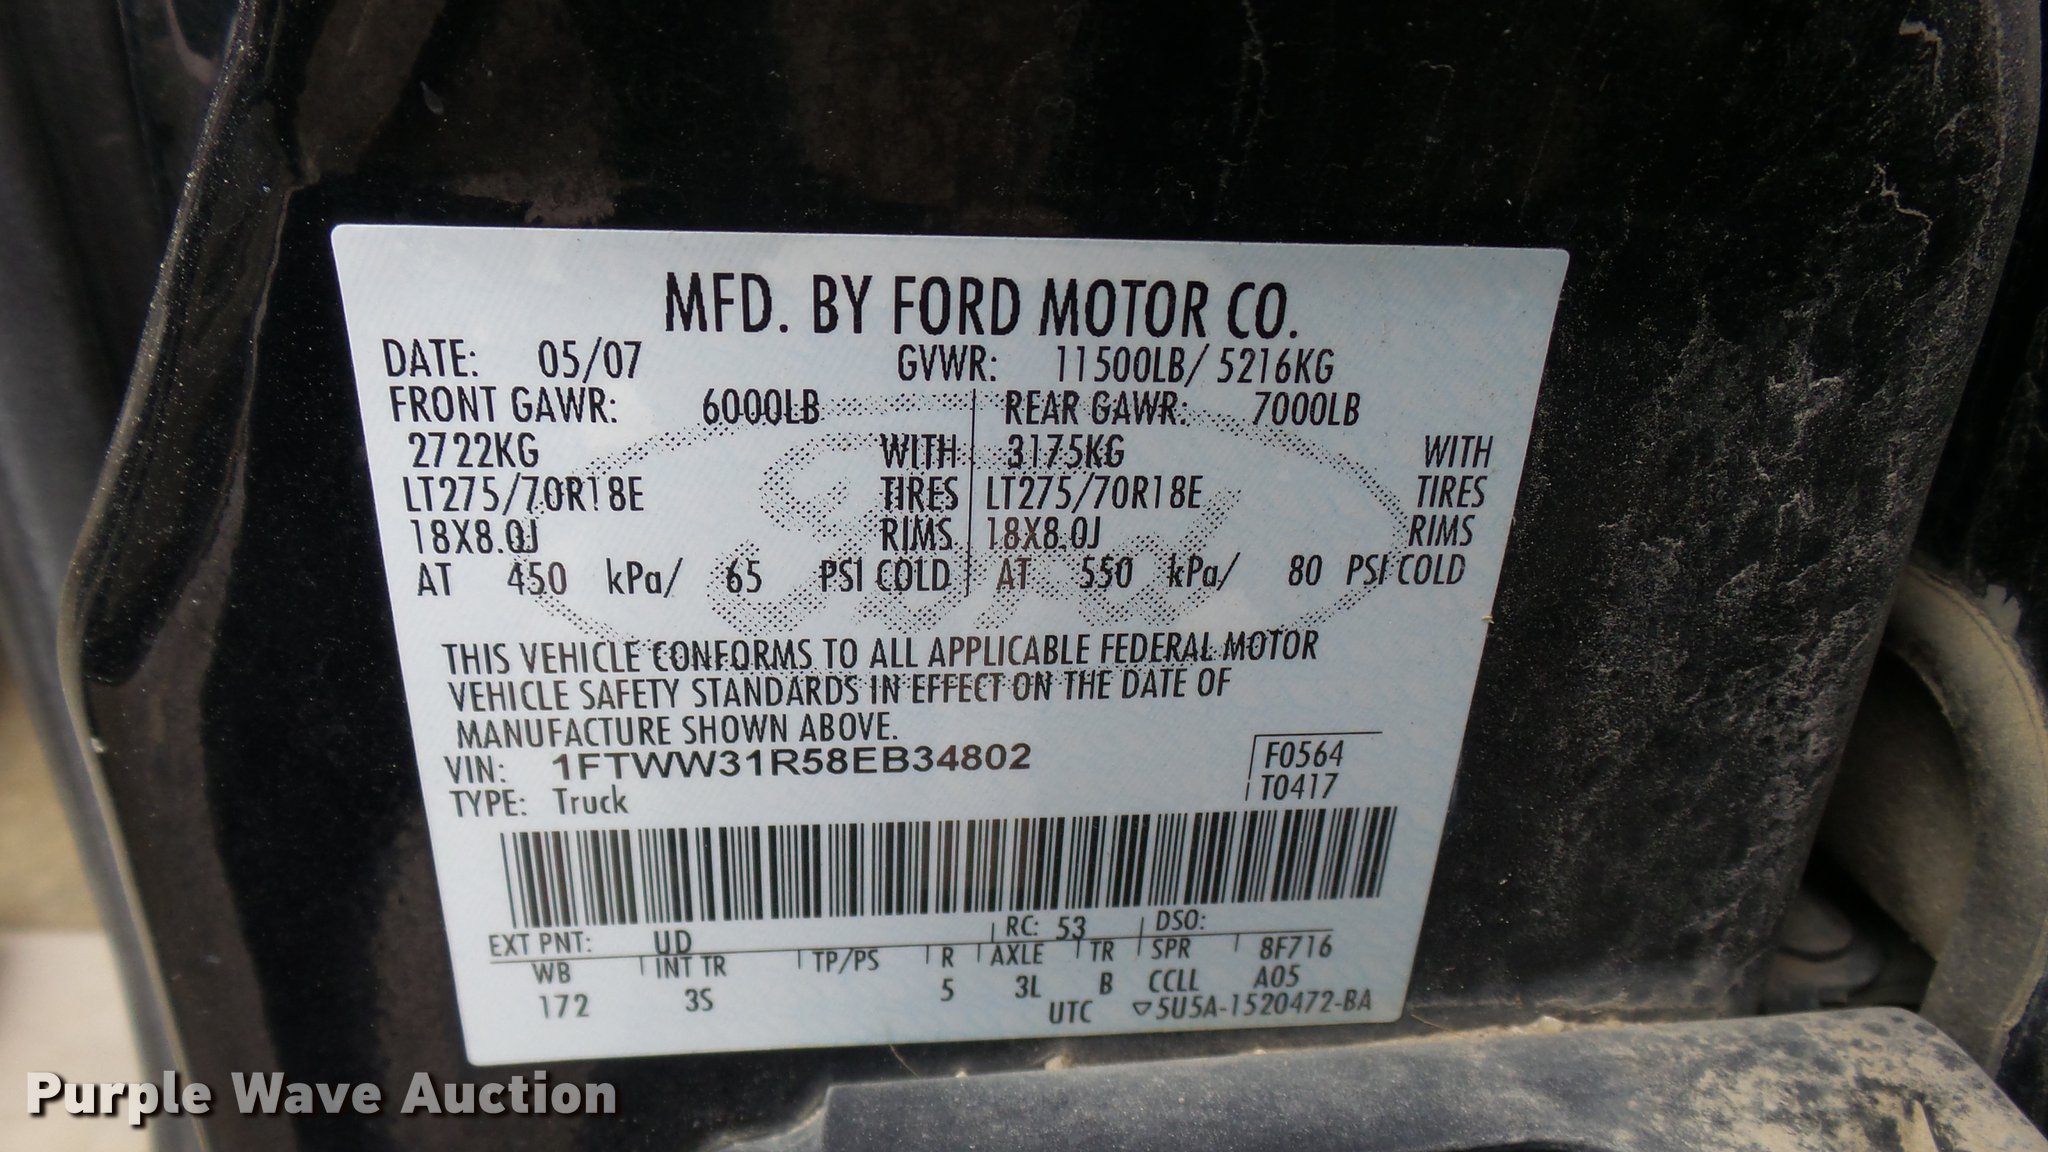 MFD. BY FORD MOTOR CO.
DATE: 05/07 GVWR: 11500LB/ 5216KG
FRONT GAWR: 6000LB REAR GAWR: 7000LB
2722KG WITH 3175KG WITH
LT275/70R18E TIRES LT275/70R18E TIRES
18X8.0J RIMS 18X8.0J RIMS
AT 450 kPa/ 65 PSI COLD AT 550 kPa/ 80 PSI COLD
Ford
THIS VEHICLE CONFORMS TO ALL APPLICABLE FEDERAL MOTOR
VEHICLE SAFETY STANDARDS IN EFFECT ON THE DATE OF
MANUFACTURE SHOWN ABOVE.
VIN: 1FTWW31R58EB34802 F0564
TYPE: Truck T0417
EXT PNT: UD RC: 53 DSO:
WB INT TR TP/PS R AXLE TR SPR 8F716
172 3S 5 3L B CCLL A05
UTC ▽5U5A-1520472-BA
Purple Wave Auction